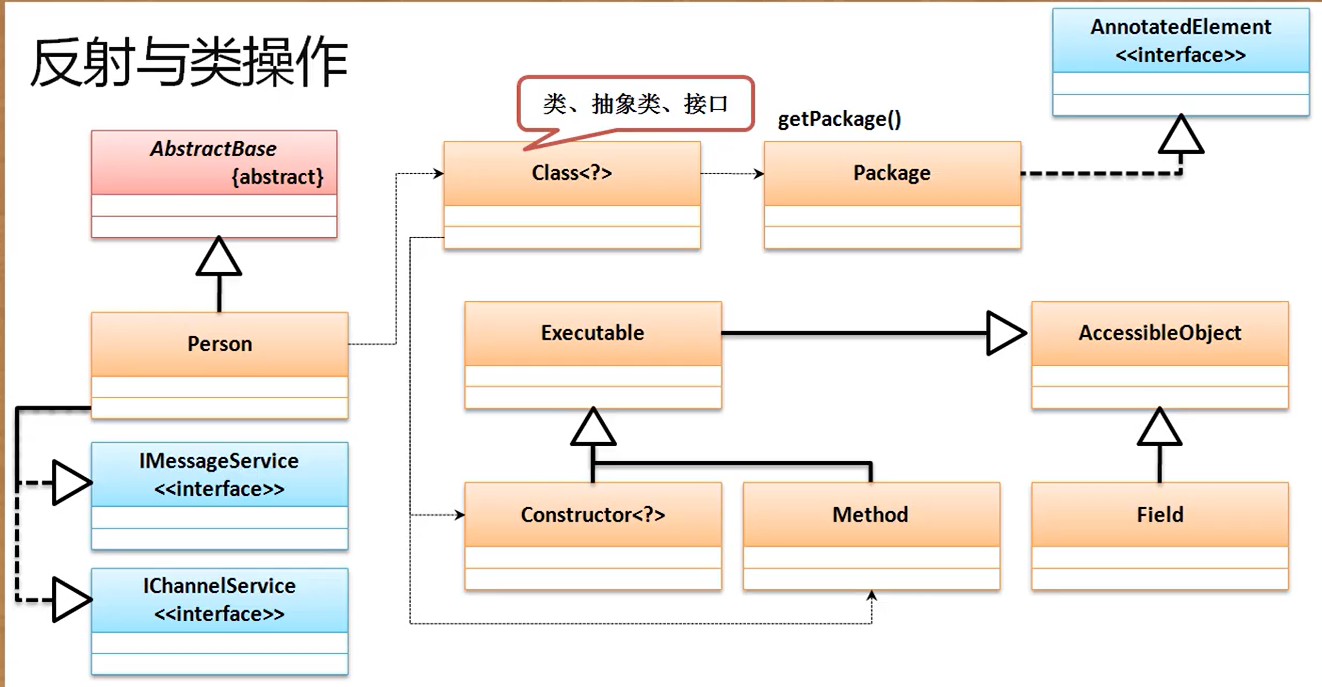 反射与类操作
AnnotatedElement
<<interface>>
类、抽象类、接口
getPackage()
AbstractBase
{abstract}
Class<?>
Package
Person
Executable
AccessibleObject
IMessageService
<<interface>>
Constructor<?>
Method
Field
IChannelService
<<interface>>